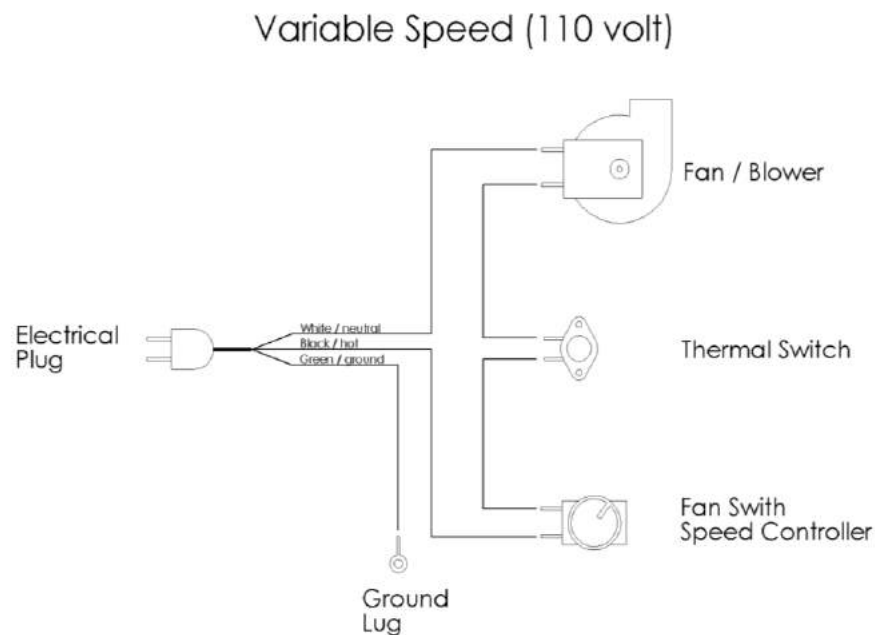 Variable Speed (110 volt)
Fan / Blower
White / neutral
Black / hot
Green / ground
Electrical
Plug
Thermal Switch
Fan Swith
Speed Controller
Ground
Lug